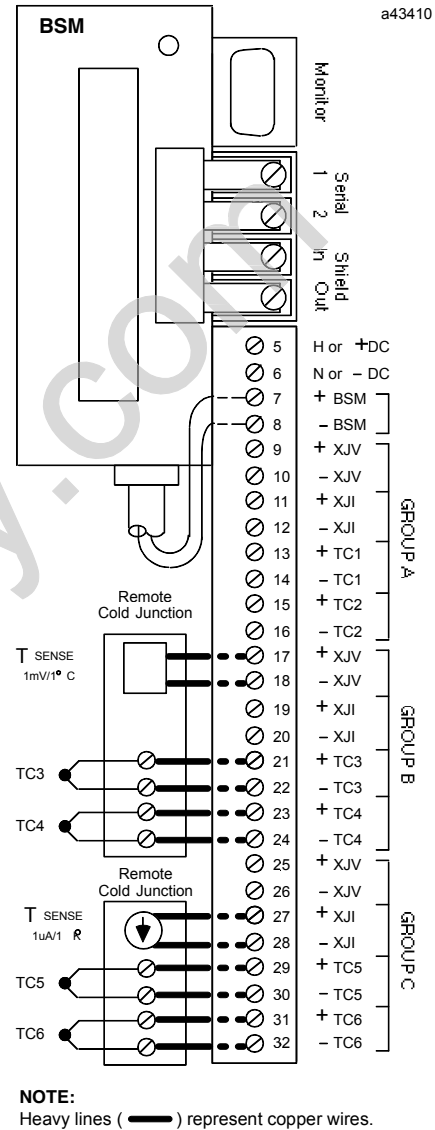 a43410
BSM
Monitor
Serial
1
2
Shield
In
Out
5 H or +DC
6 N or – DC
7 + BSM
8 – BSM
9 + XJV
10 – XJV
11 + XJI
12 – XJI
13 + TC1
14 – TC1
15 + TC2
16 – TC2
GROUP A
Remote
Cold Junction
T SENSE
1mV/1° C
17 + XJV
18 – XJV
19 + XJI
20 – XJI
TC3
21 + TC3
22 – TC3
TC4
23 + TC4
24 – TC4
GROUP B
Remote
Cold Junction
T SENSE
1uA/1 R
25 + XJV
26 – XJV
27 + XJI
28 – XJI
TC5
29 + TC5
30 – TC5
TC6
31 + TC6
32 – TC6
GROUP C
NOTE:
Heavy lines ( ) represent copper wires.
y.com